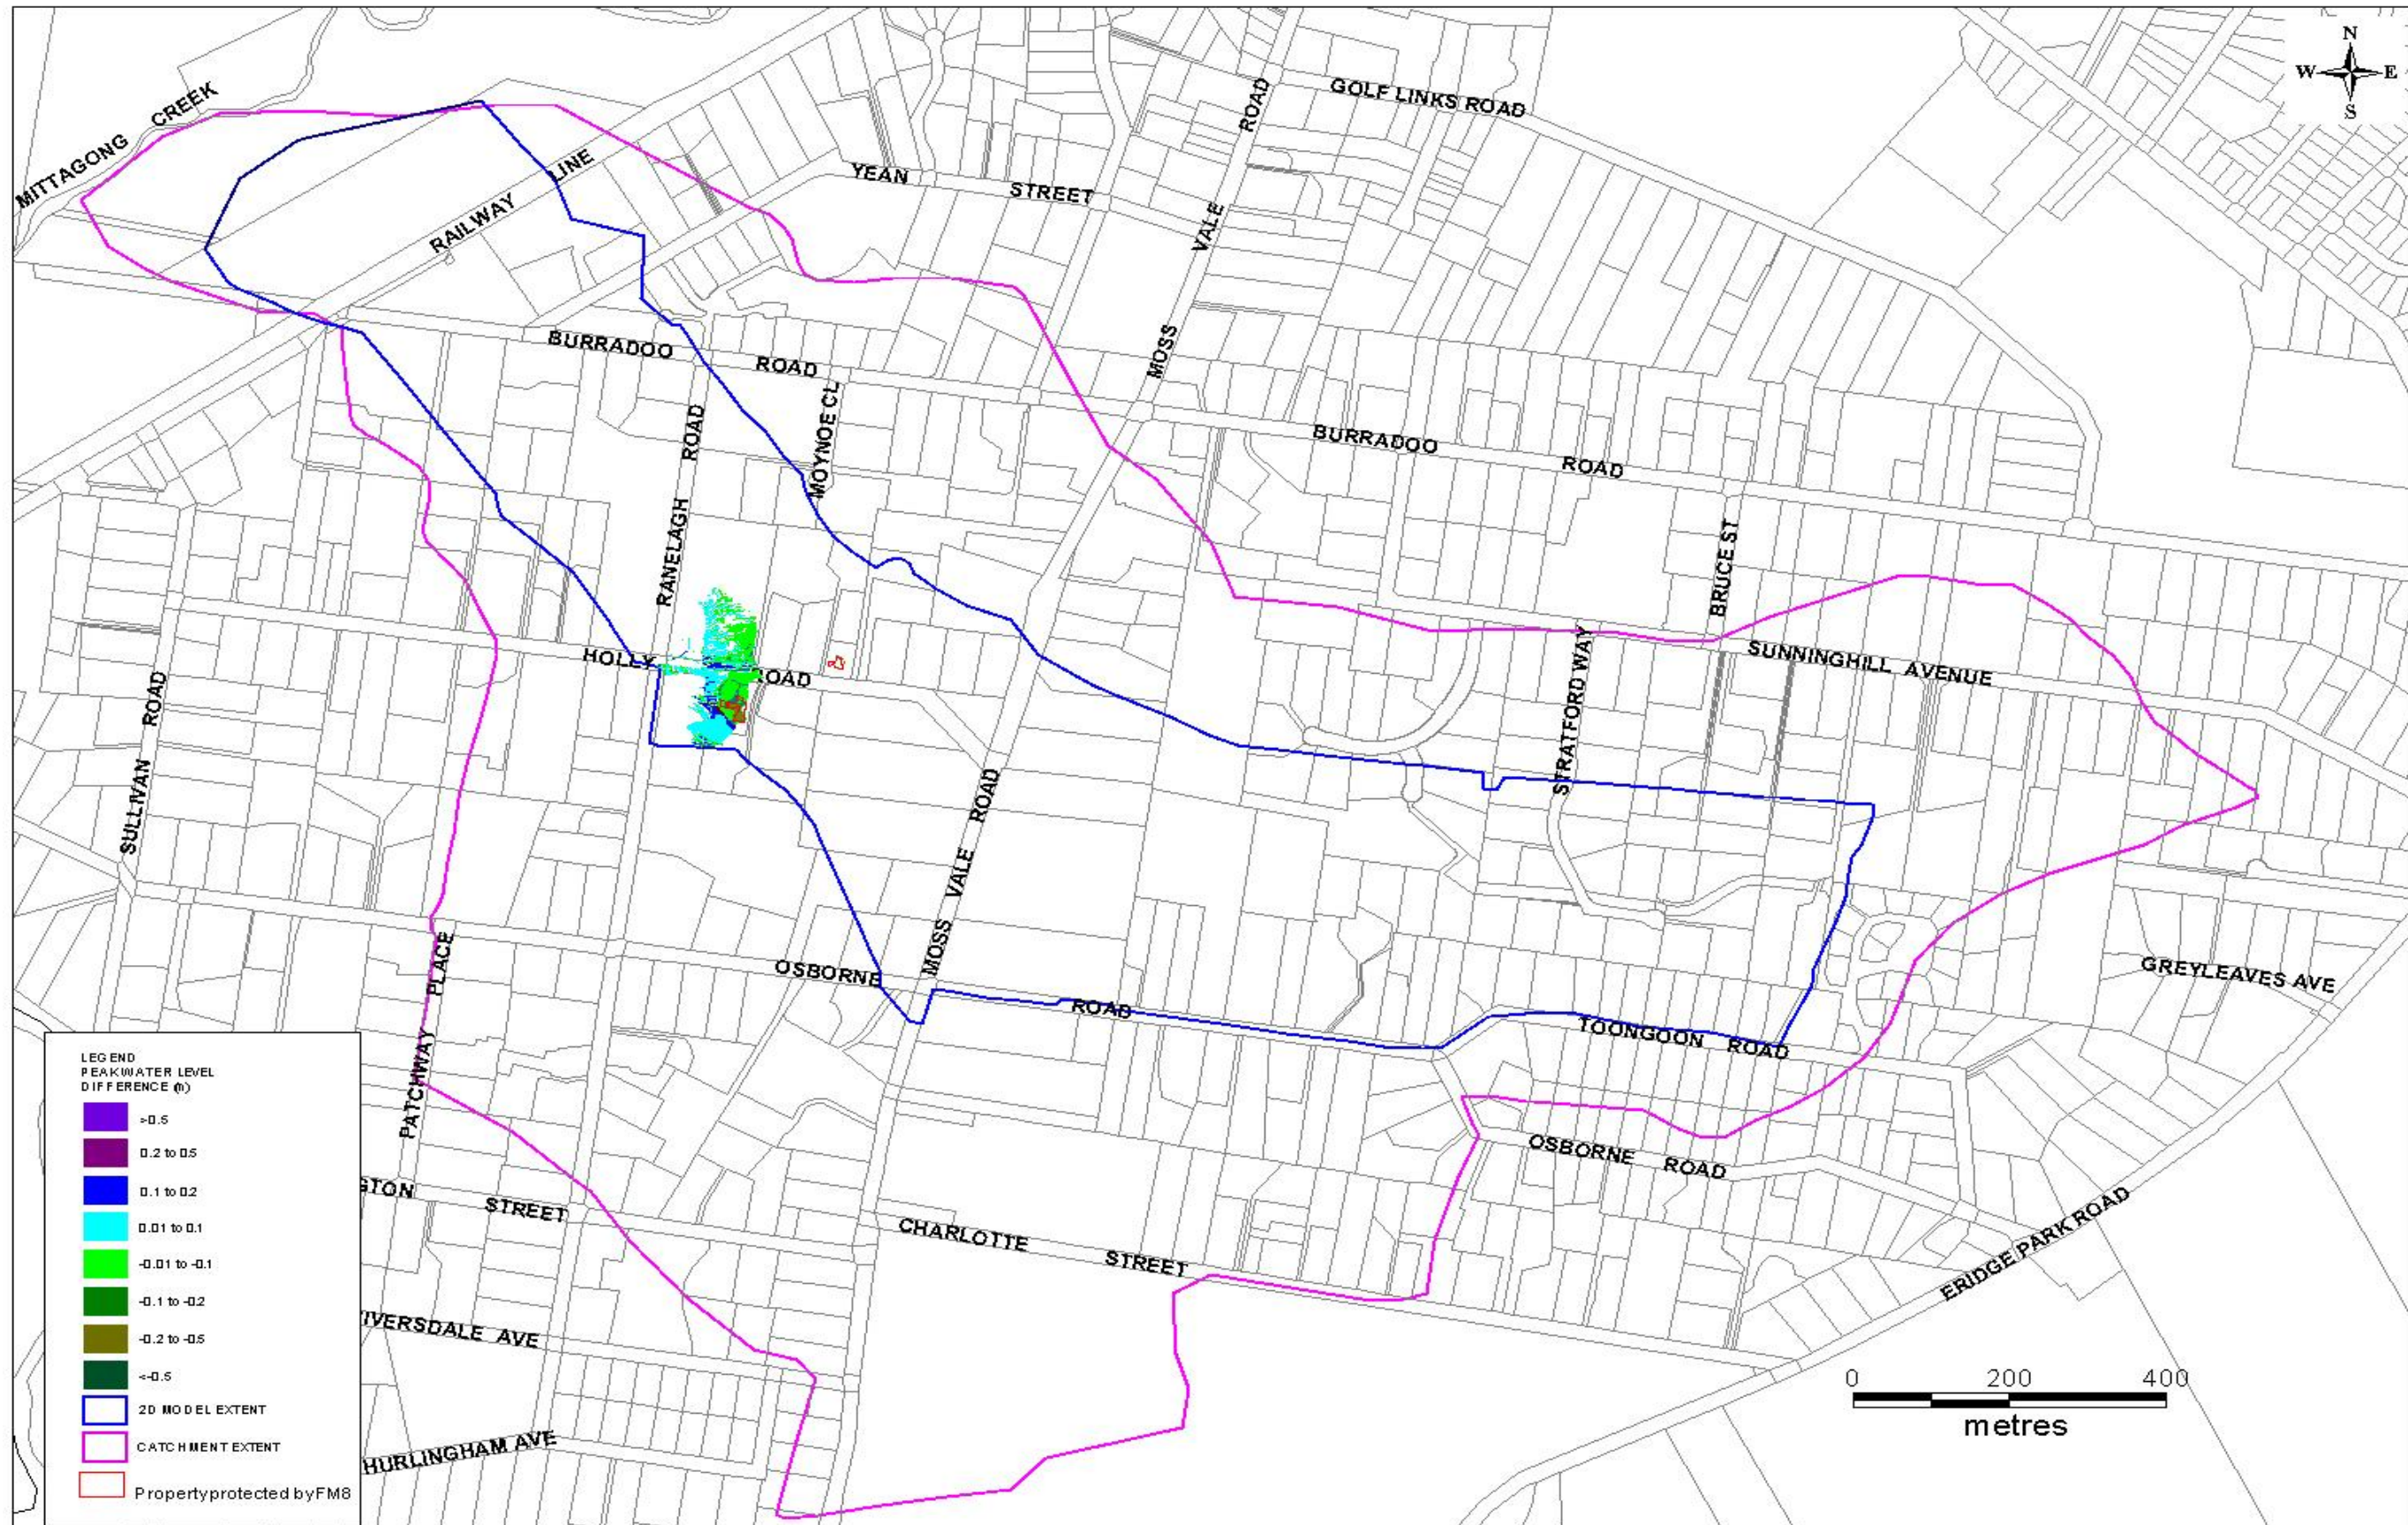 N
W E
S
MITTAGONG CREEK
GOLF LINKS ROAD
RAILWAY LINE
YEAN STREET
MOSS VALE ROAD
BURRADOO ROAD
MOYNOE CL
RANELAGH ROAD
BURRADOO ROAD
BRUCE ST
HOLLY ROAD
SUNNINGHILL AVENUE
STRATFORD WAY
SULLIVAN ROAD
MOSS VALE ROAD
OSBORNE ROAD
TOONGOON ROAD
GREYLEAVES AVE
PATCHWAY PLACE
OSBORNE ROAD
ERIDGE PARK ROAD
GTON STREET
CHARLOTTE STREET
IVERSDALE AVE
HURLINGHAM AVE
LEGEND
PEAK WATER LEVEL
DIFFERENCE (h)
>0.5
0.2 to 0.5
0.1 to 0.2
0.01 to 0.1
-0.01 to -0.1
-0.1 to -0.2
-0.2 to -0.5
<-0.5
2D MODEL EXTENT
CATCHMENT EXTENT
Property protected by FM8
0 200 400
metres